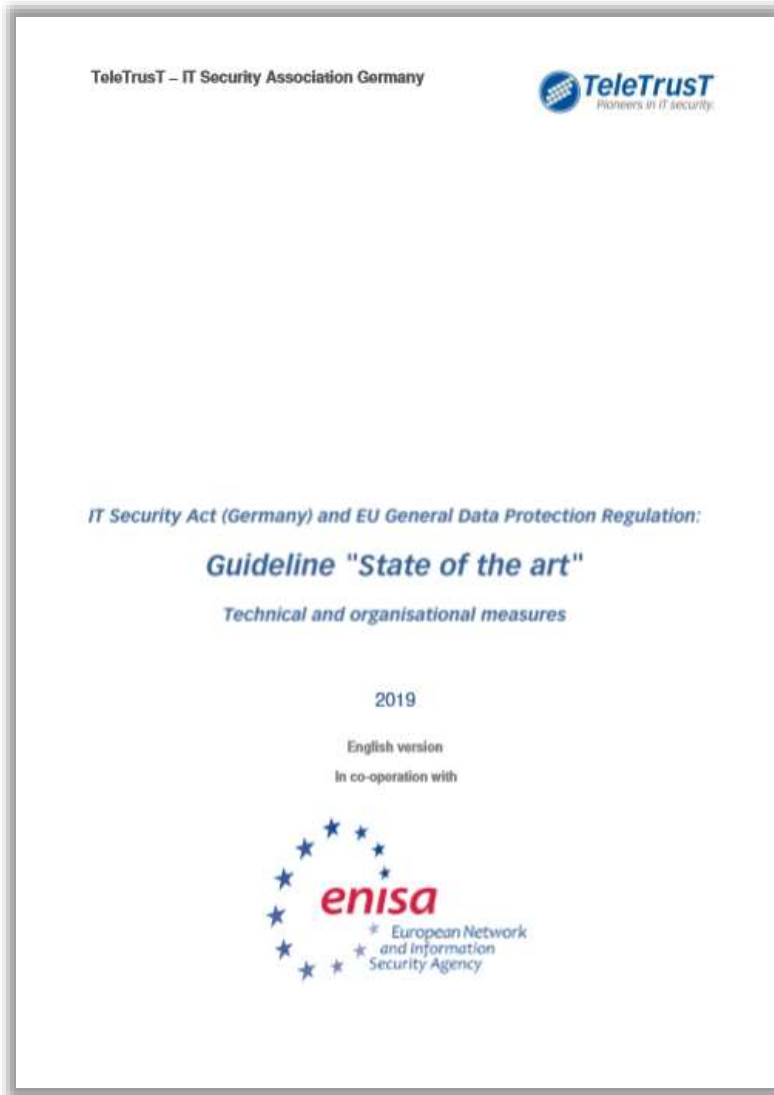 TeleTrusT – IT Security Association Germany
TeleTrusT
Pioneers in IT security.
IT Security Act (Germany) and EU General Data Protection Regulation:
Guideline "State of the art"
Technical and organisational measures
2019
English version
In co-operation with
enisa
European Network
and Information
Security Agency